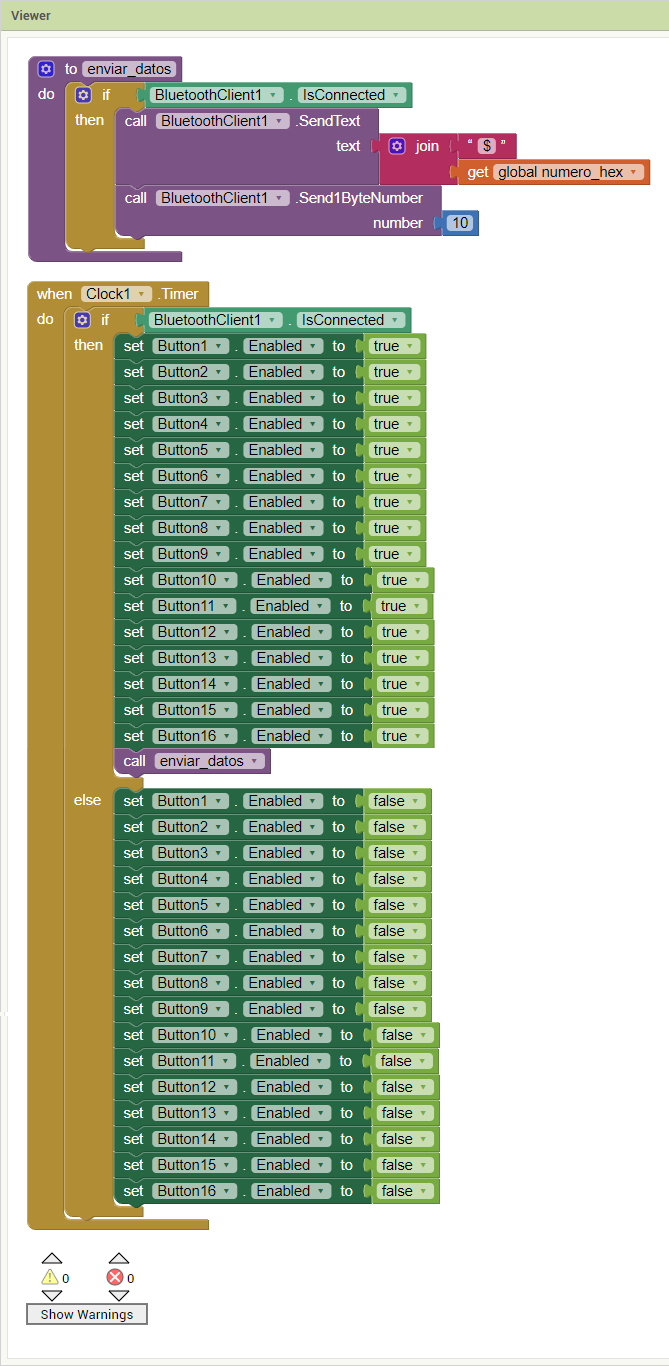 Viewer
to enviar_datos
do if BluetoothClient1 . IsConnected
then call BluetoothClient1 .SendText
text join " $ "
get global numero_hex
call BluetoothClient1 .Send1ByteNumber
number 10
when Clock1 .Timer
do if BluetoothClient1 . IsConnected
then set Button1 . Enabled to true
set Button2 . Enabled to true
set Button3 . Enabled to true
set Button4 . Enabled to true
set Button5 . Enabled to true
set Button6 . Enabled to true
set Button7 . Enabled to true
set Button8 . Enabled to true
set Button9 . Enabled to true
set Button10 . Enabled to true
set Button11 . Enabled to true
set Button12 . Enabled to true
set Button13 . Enabled to true
set Button14 . Enabled to true
set Button15 . Enabled to true
set Button16 . Enabled to true
call enviar_datos
else set Button1 . Enabled to false
set Button2 . Enabled to false
set Button3 . Enabled to false
set Button4 . Enabled to false
set Button5 . Enabled to false
set Button6 . Enabled to false
set Button7 . Enabled to false
set Button8 . Enabled to false
set Button9 . Enabled to false
set Button10 . Enabled to false
set Button11 . Enabled to false
set Button12 . Enabled to false
set Button13 . Enabled to false
set Button14 . Enabled to false
set Button15 . Enabled to false
set Button16 . Enabled to false
0 0
Show Warnings